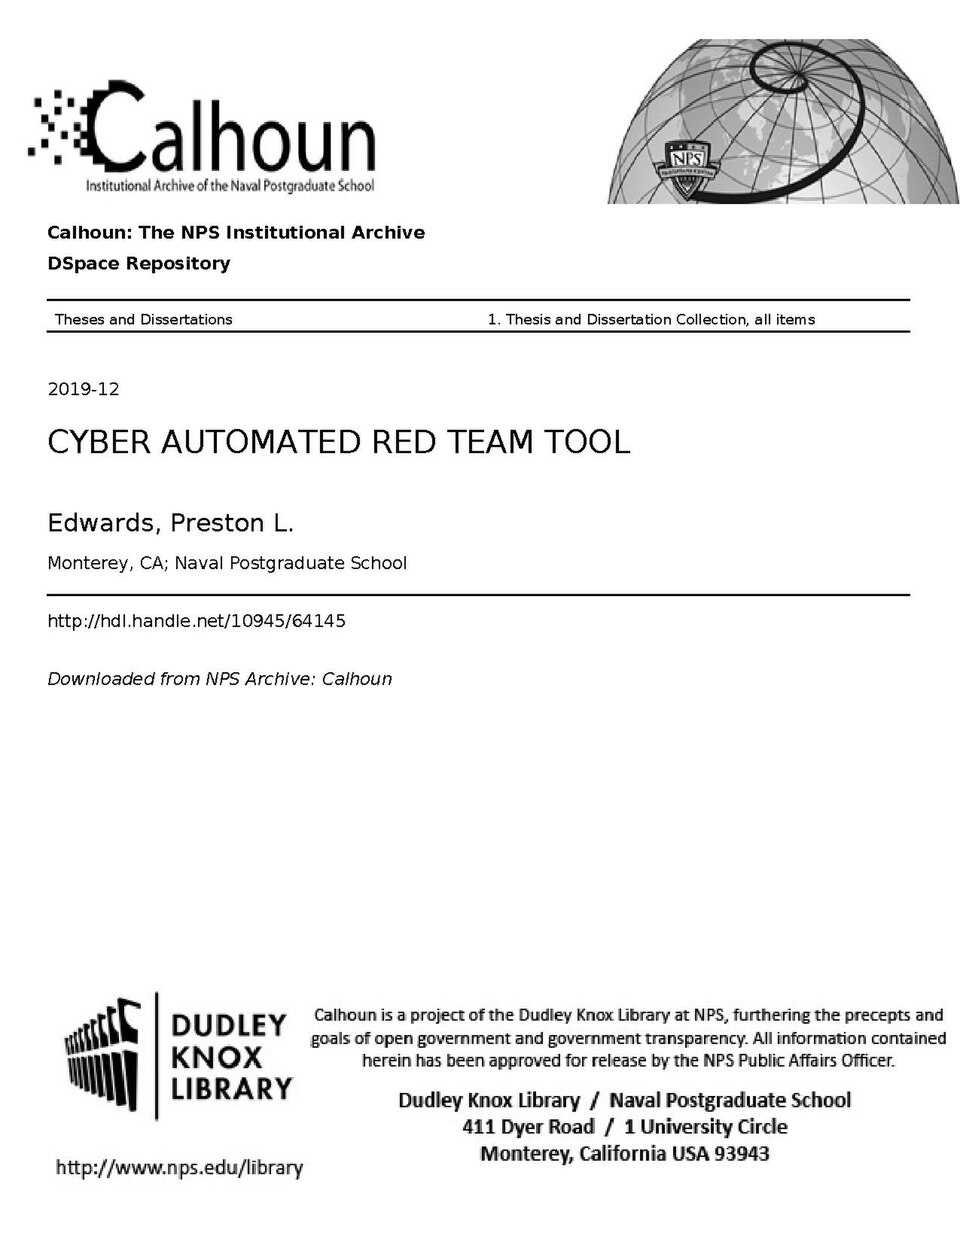 Calhoun
Institutional Archive of the Naval Postgraduate School
NPS
Calhoun: The NPS Institutional Archive
DSpace Repository
Theses and Dissertations 1. Thesis and Dissertation Collection, all items
2019-12
CYBER AUTOMATED RED TEAM TOOL
Edwards, Preston L.
Monterey, CA; Naval Postgraduate School
http://hdl.handle.net/10945/64145
Downloaded from NPS Archive: Calhoun
DUDLEY
KNOX
LIBRARY
http://www.nps.edu/library
Calhoun is a project of the Dudley Knox Library at NPS, furthering the precepts and
goals of open government and government transparency. All information contained
herein has been approved for release by the NPS Public Affairs Officer.
Dudley Knox Library / Naval Postgraduate School
411 Dyer Road / 1 University Circle
Monterey, California USA 93943